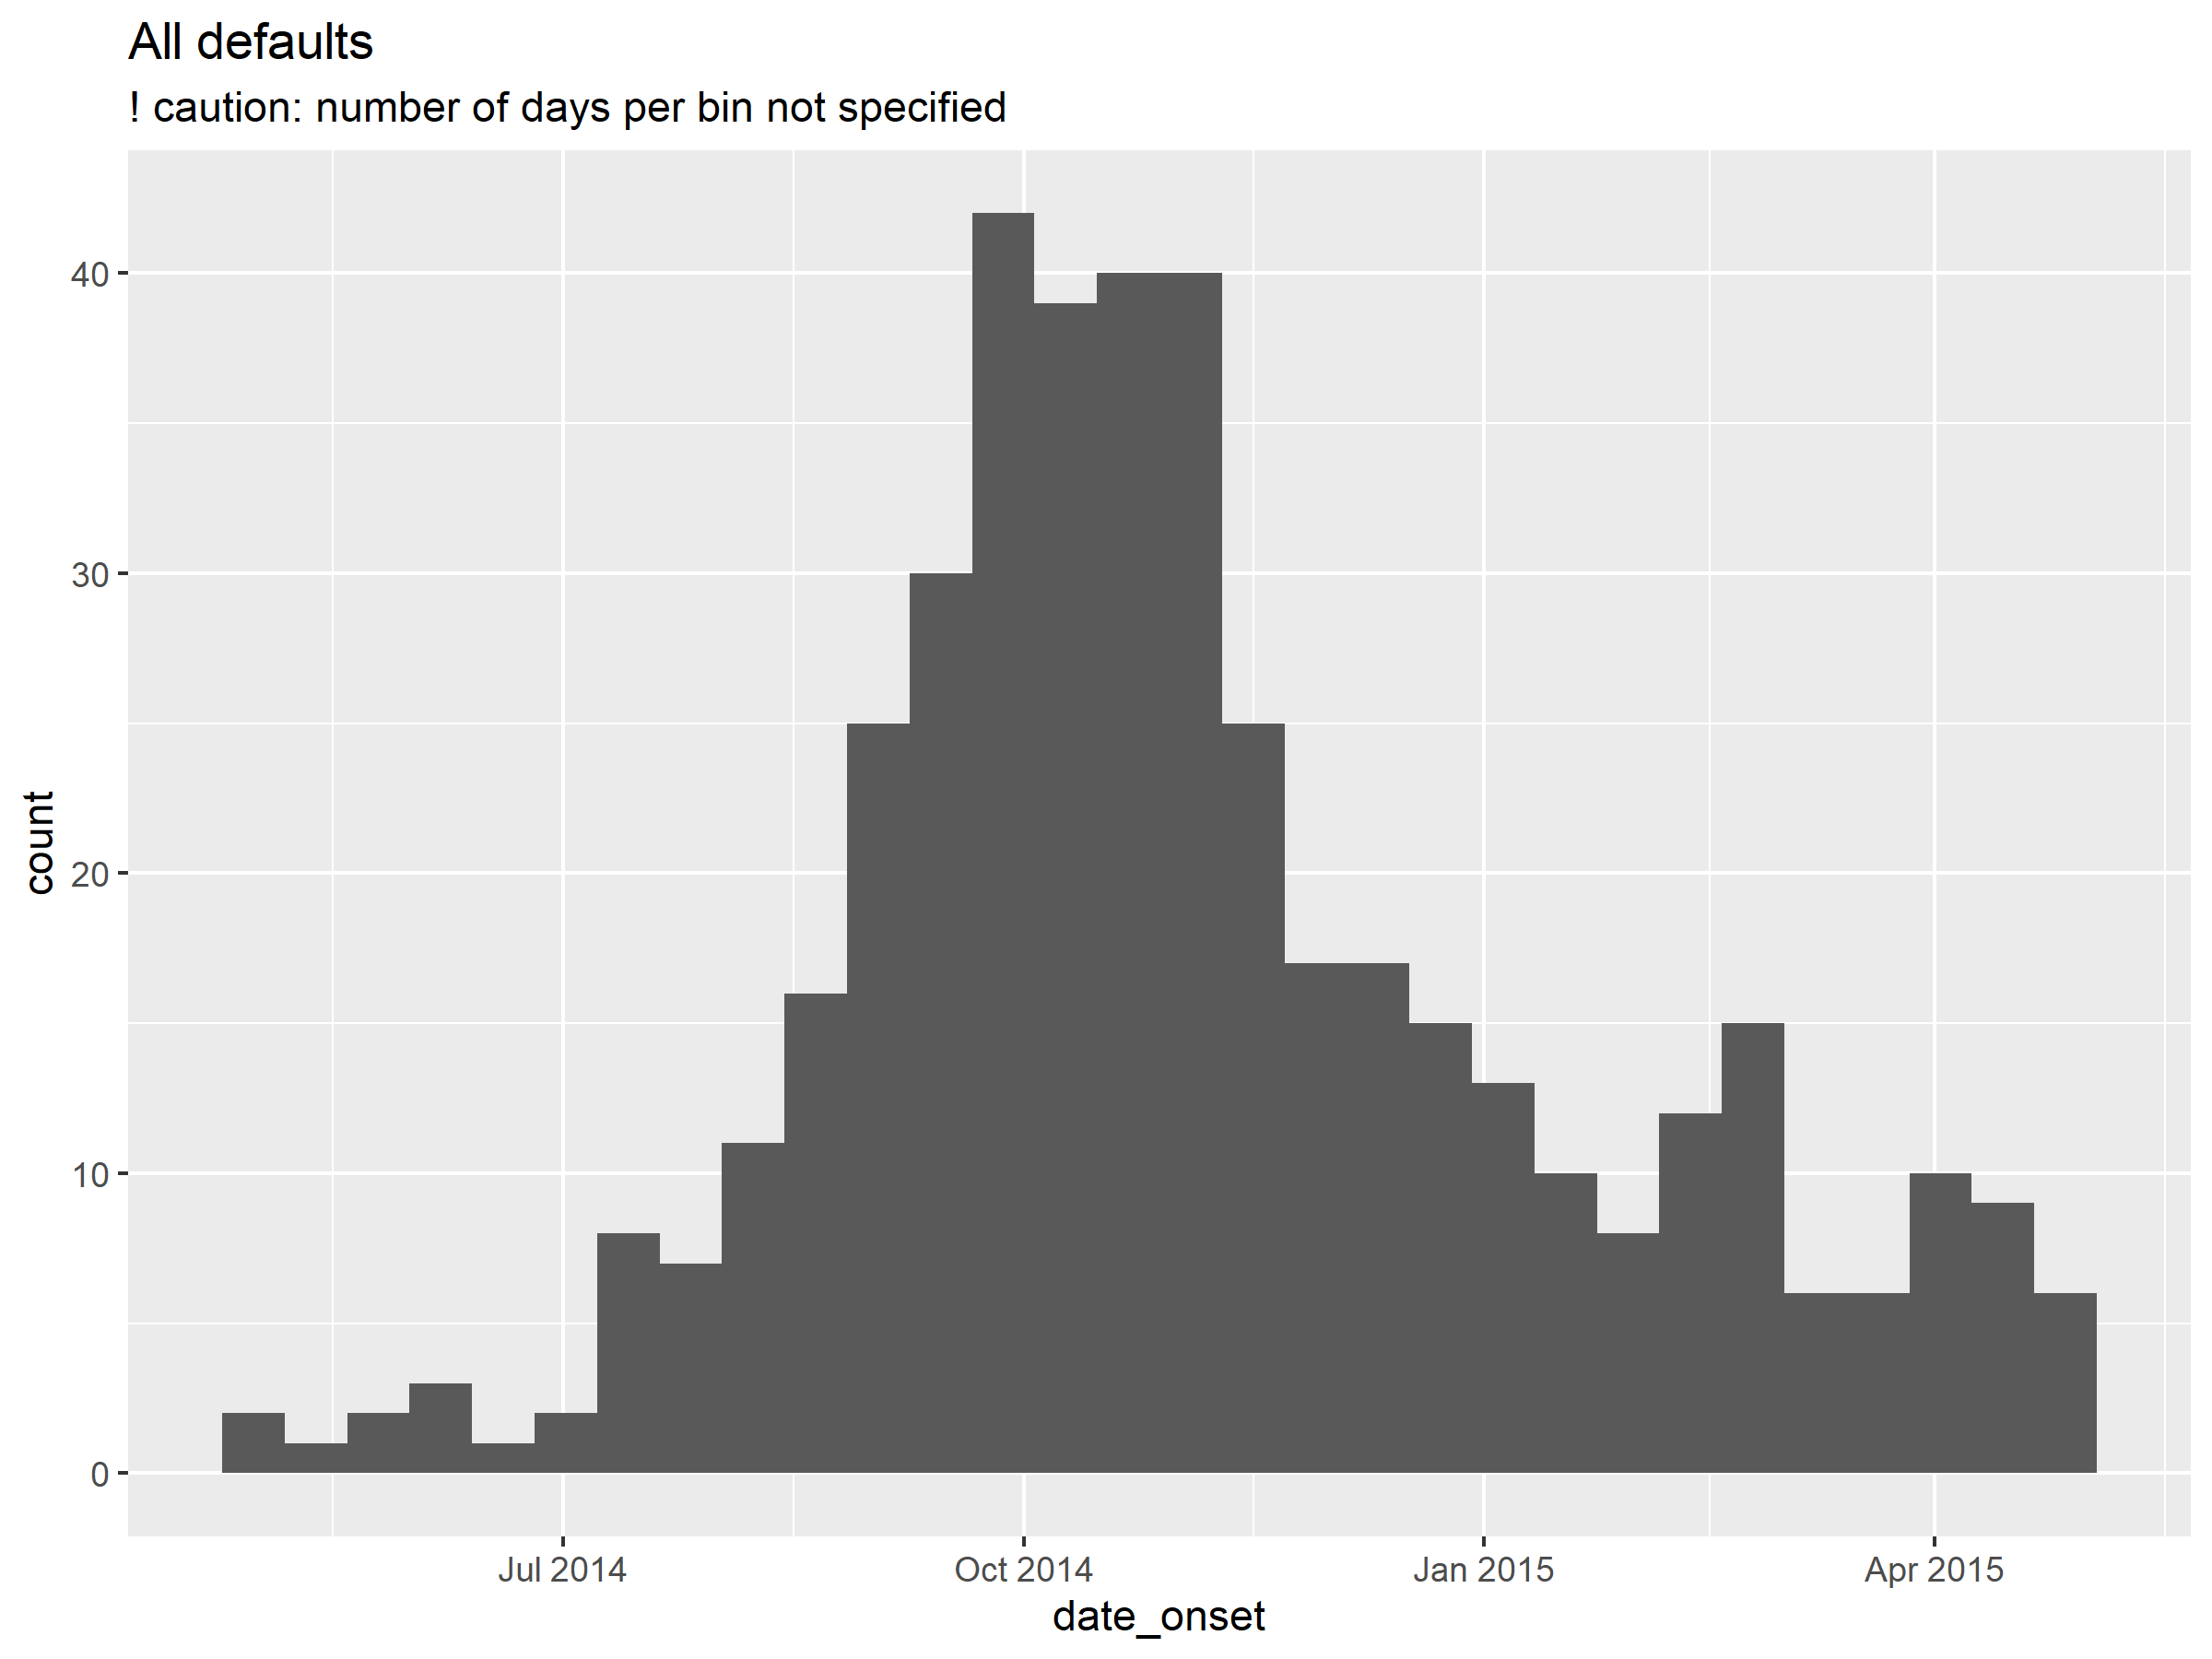 All defaults
! caution: number of days per bin not specified
count
40
30
20
10
0
Jul 2014 Oct 2014 Jan 2015 Apr 2015
date_onset